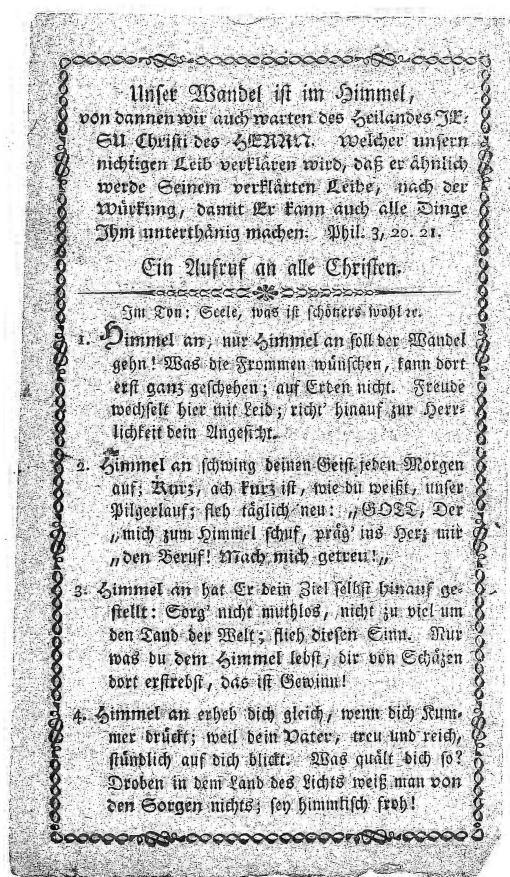 Unser Wandel ist im Himmel,
von dannen wir auch warten des Heilandes JE-
SU Christi des HERRN. Welcher unsern
nichtigen Leib verklären wird, daß er ähnlich
werde Seinem verklärten Leibe, nach der
Würkung, damit Er kann auch alle Dinge
Ihm unterthänig machen. Phil. 3, 20. 21.
Ein Aufruf an alle Christen.
Im Ton: Seele, was ist schöners wohl ꝛc.
1. Himmel an, nur Himmel an soll der Wandel
gehn! Was die Frommen wünschen, kann dort
erst ganz geschehen; auf Erden nicht. Freude
wechselt hier mit Leid; richt' hinauf zur Herr-
lichkeit dein Angesicht.
2. Himmel an schwing deinen Geist jeden Morgen
auf; Kurz, ach kurz ist, wie du weißt, unser
Pilgerlauf; fleh täglich neu: „GOTT, Der
„mich zum Himmel schuf, präg' ins Herz mir
„den Beruf! Mach mich getreu!„
3. Himmel an hat Er dein Ziel selbst hinauf ge-
stellt: Sorg' nicht muthlos, nicht zu viel um
den Tand der Welt; flieh diesen Sinn. Nur
was du dem Himmel lebst, dir von Schäzen
dort erstrebst, das ist Gewinn!
4. Himmel an erheb dich gleich, wenn dich Kum-
mer drückt; weil dein Vater, treu und reich,
stündlich auf dich blickt. Was quält dich so?
Droben in dem Land des Lichts weiß man von
den Sorgen nichts; sey himmlisch froh!